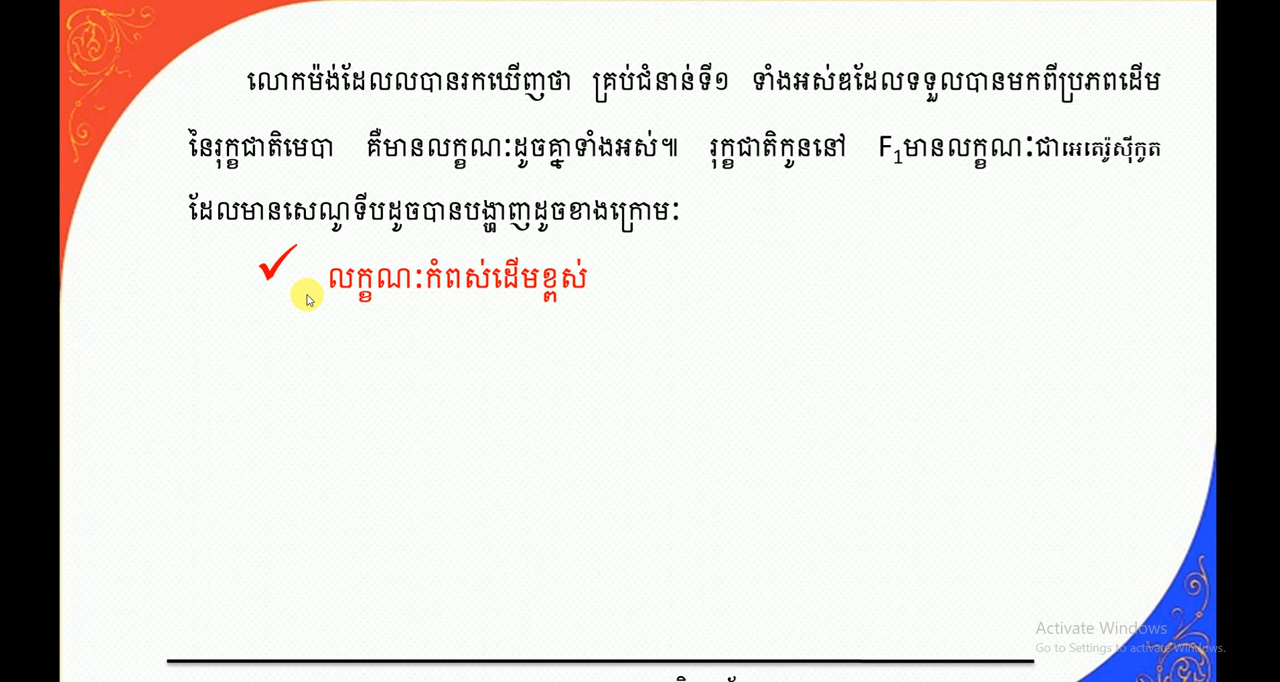 លោកម៉ង់ដែលលបានរកឃើញថា គ្រប់ជំនាន់ទី១ ទាំងអស់ឌដែលទទួលបានមកពីប្រភពដើម
នៃរុក្ខជាតិមេបា គឺមានលក្ខណៈដូចគ្នាទាំងអស់៕ រុក្ខជាតិកូននៅ F1មានលក្ខណៈជាអេតេរ៉ូស៊ីកូត
ដែលមានសេណូទីបដូចបានបង្ហាញដូចខាងក្រោមៈ
លក្ខណៈកំពស់ដើមខ្ពស់
Activate Windows
Go to Settings to activate Windows.